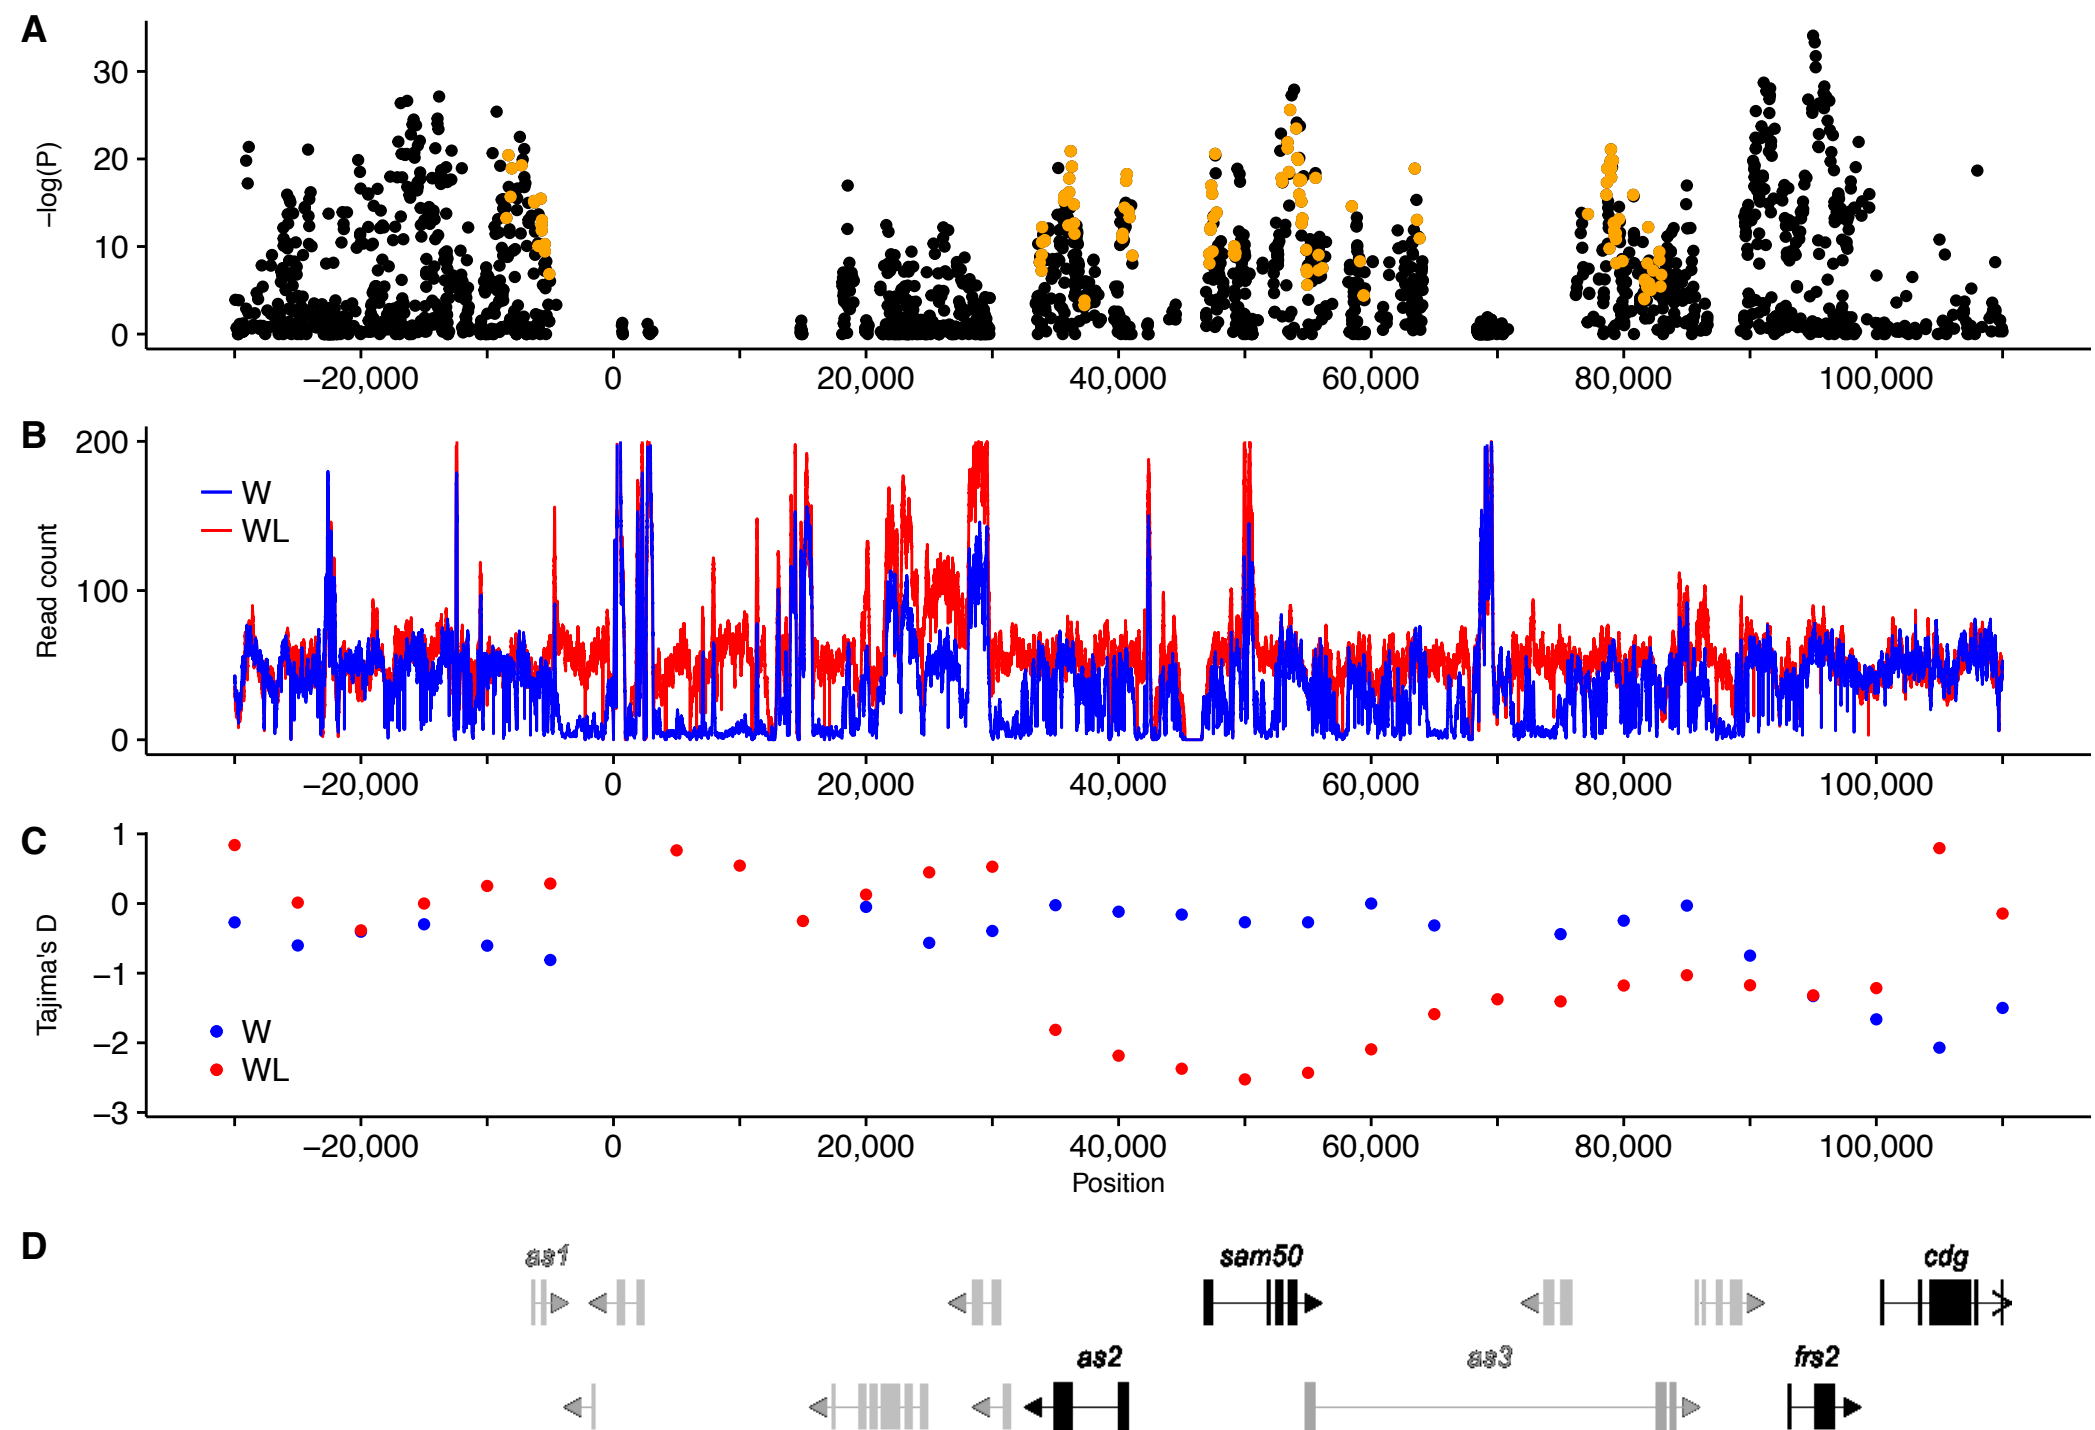 A
30
20
10
0
−log(P)
−20,000 0 20,000 40,000 60,000 80,000 100,000
B
200
100
0
Read count
W
WL
−20,000 0 20,000 40,000 60,000 80,000 100,000
C
1
0
−1
−2
−3
Tajima's D
W
WL
−20,000 0 20,000 40,000 60,000 80,000 100,000
Position
D
as1 sam50 cdg
as2 as3 frs2